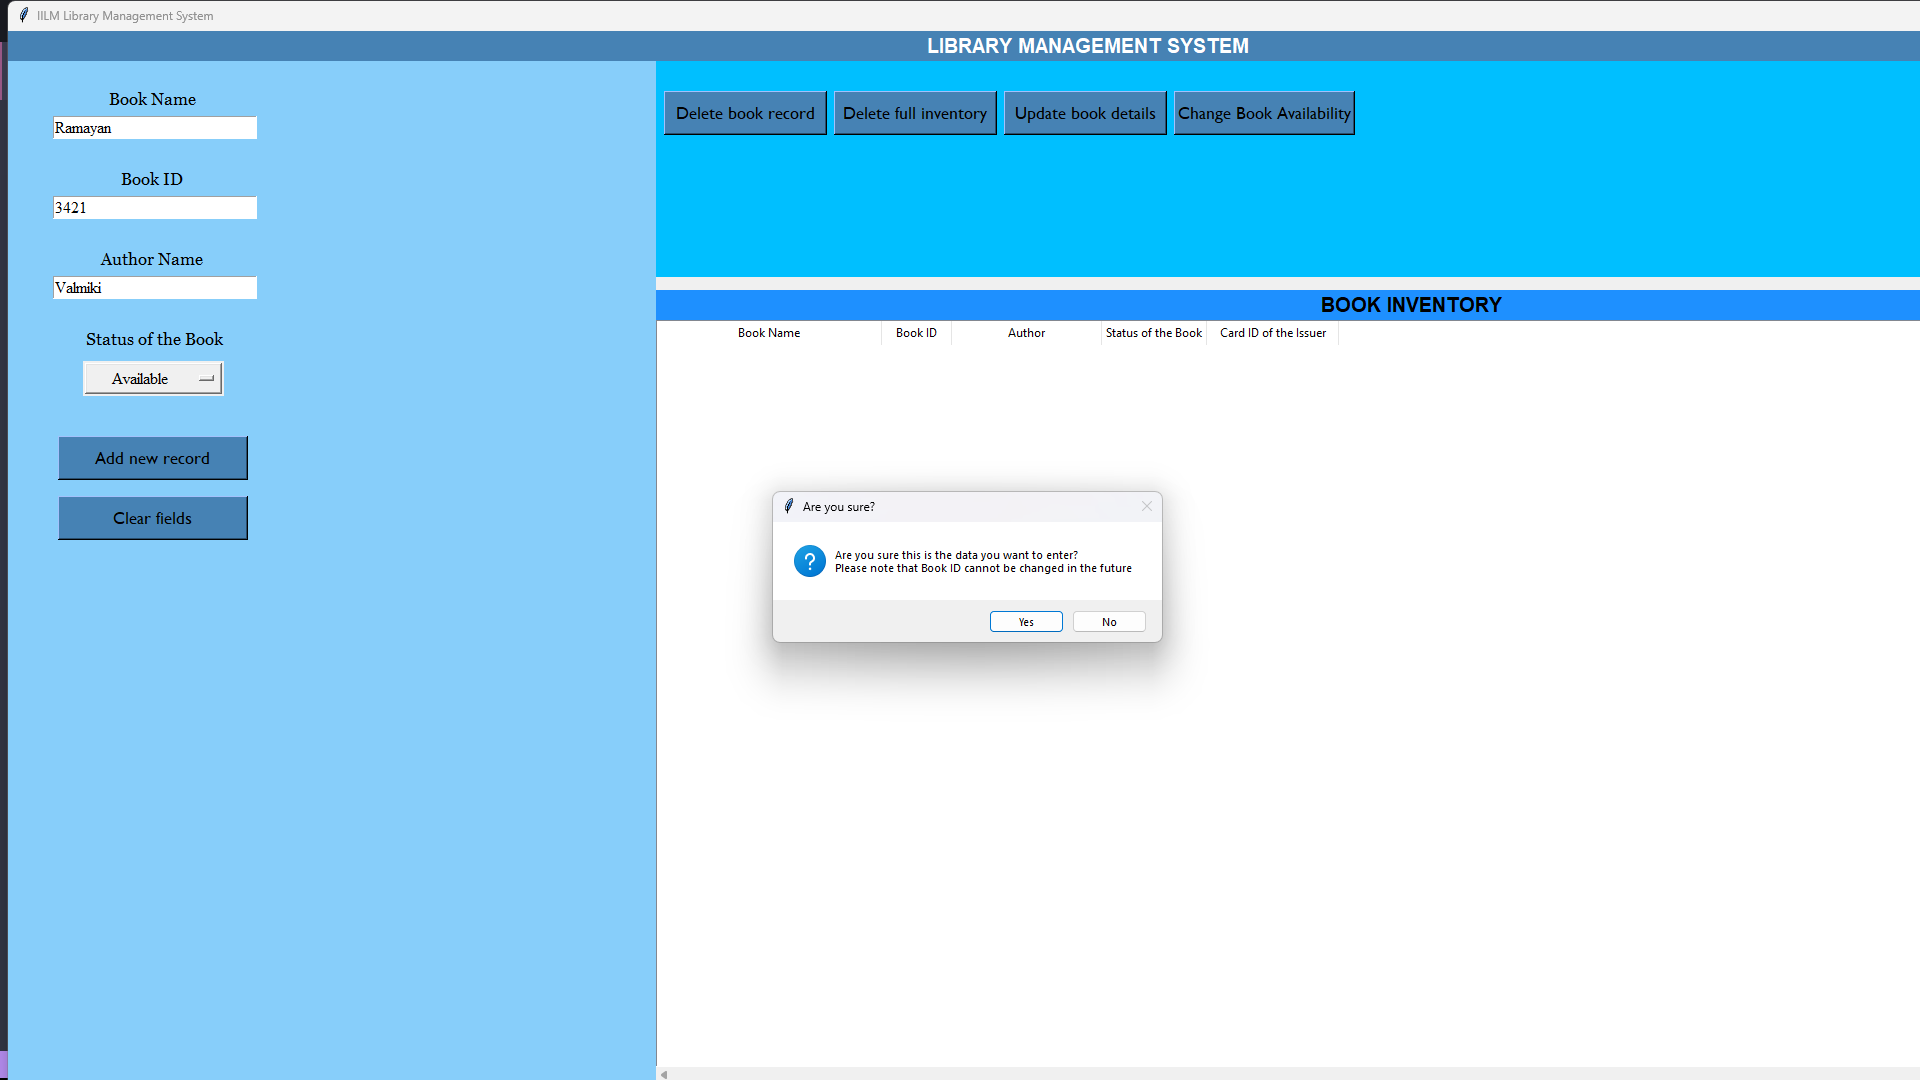 IILM Library Management System
LIBRARY MANAGEMENT SYSTEM
Book Name
Ramayan
Book ID
3421
Author Name
Valmiki
Status of the Book
Available
Add new record
Clear fields
Delete book record
Delete full inventory
Update book details
Change Book Availability
BOOK INVENTORY
Book Name
Book ID
Author
Status of the Book
Card ID of the Issuer
Are you sure?
Are you sure this is the data you want to enter?
Please note that Book ID cannot be changed in the future
Yes
No